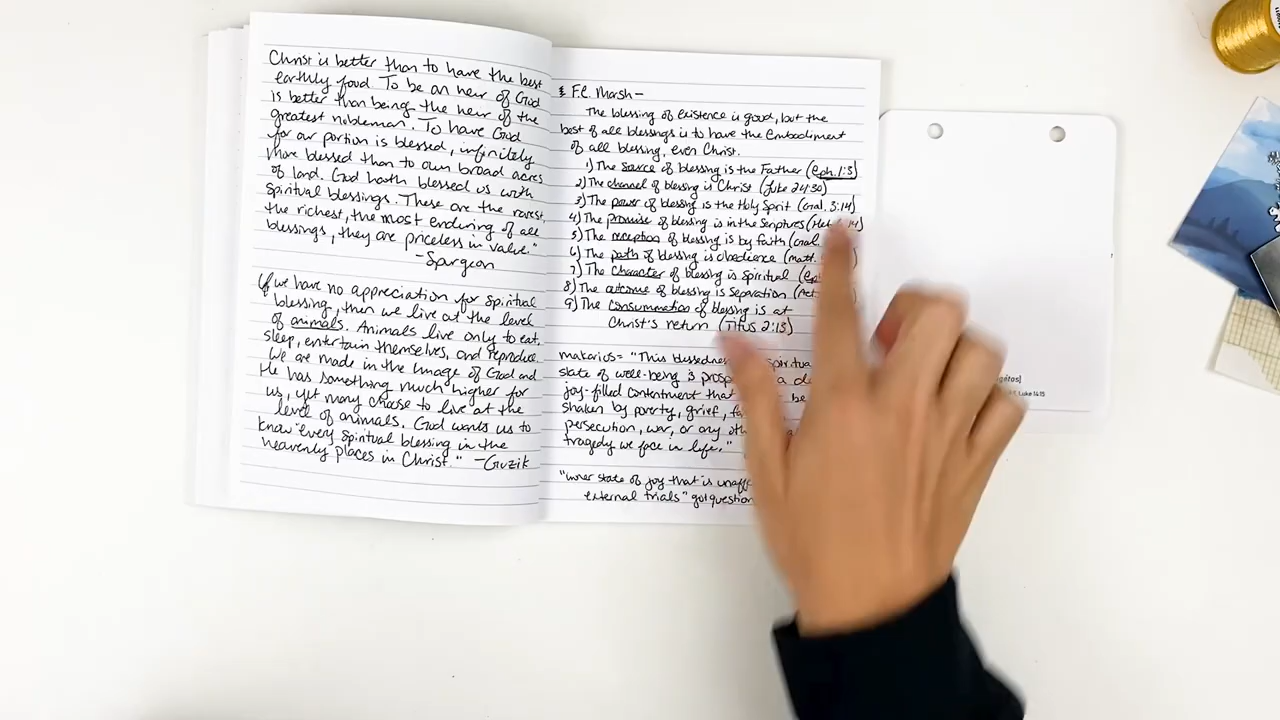 Christ is better than to have the best
earthly food. To be an heir of God
is better than being the heir of the
greatest nobleman. To have God
for our portion is blessed, infinitely
more blessed than to own broad acres
of land. God hath blessed us with
spiritual blessings. These are the rarest,
the richest, the most enduring of all
blessings, they are priceless in value."
-Spurgeon
If we have no appreciation for spiritual
blessing, then we live at the level
of animals. Animals live only to eat,
sleep, entertain themselves, and reproduce.
We are made in the image of God and
He has something much higher for
us, yet many choose to live at the
level of animals. God wants us to
know "every spiritual blessing in the
heavenly places in Christ." -Guzik
F.E. Marsh-
The blessing of existence is good, but the
best of all blessings is to have the Embodiment
of all blessing, even Christ.
1) The source of blessing is the Father (Eph. 1:3)
2) The channel of blessing is Christ (Luke 24:50)
3) The power of blessing is the Holy Spirit (Gal. 3:14)
4) The promise of blessing is in the Scriptures
5) The reception of blessing is by faith (Gal.
6) The path of blessing is obedience (Matt.
7) The character of blessing is spiritual
8) The outcome of blessing is separation
9) The consummation of blessing is at
Christ's return (Titus 2:13)
makarios= "This blessedness
state of well-being &
joy-filled contentment that be
shaken by poverty, grief,
persecution, war, or any
tragedy we face in life."
"inner state of joy that is
external trials"
Luke 14:15